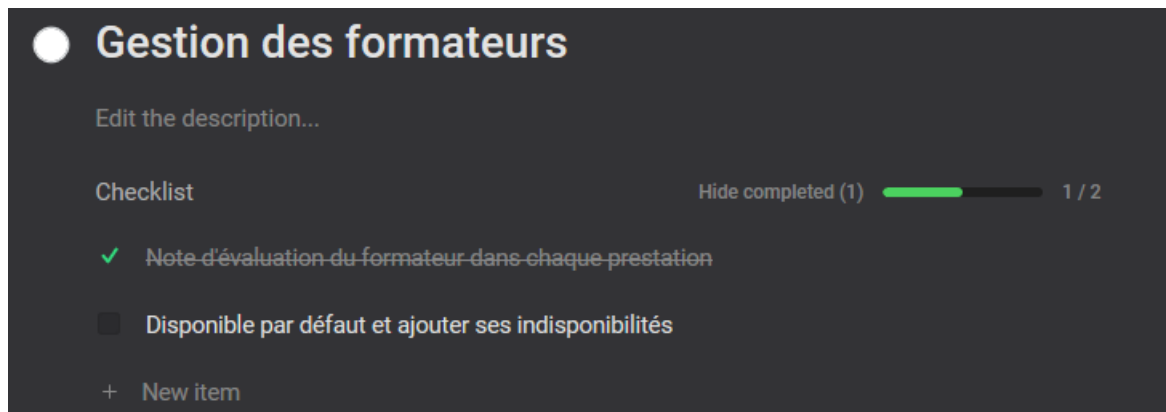 Gestion des formateurs
Edit the description...
Checklist
Hide completed (1)
1 / 2
Note d'évaluation du formateur dans chaque prestation
Disponible par défaut et ajouter ses indisponibilités
+ New item